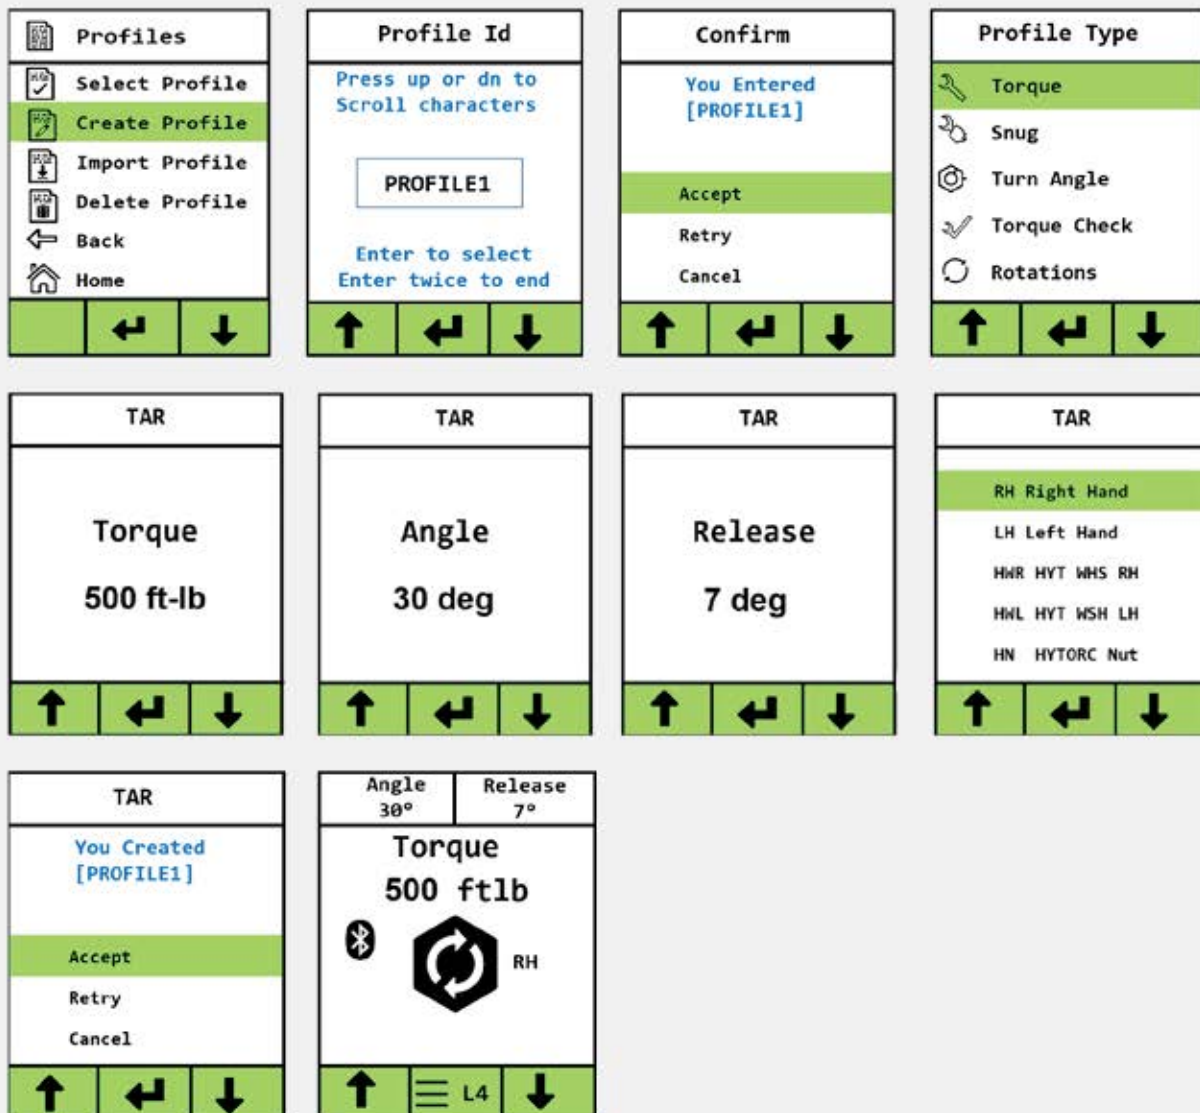 Profiles
Select Profile
Create Profile
Import Profile
Delete Profile
Back
Home
Profile Id
Press up or dn to
Scroll characters
PROFILE1
Enter to select
Enter twice to end
Confirm
You Entered
[PROFILE1]
Accept
Retry
Cancel
Profile Type
Torque
Snug
Turn Angle
Torque Check
Rotations
TAR
Torque
500 ft-lb
TAR
Angle
30 deg
TAR
Release
7 deg
TAR
RH Right Hand
LH Left Hand
HWR HYT WHS RH
HWL HYT WSH LH
HN HYTORC Nut
TAR
You Created
[PROFILE1]
Accept
Retry
Cancel
Angle
30°
Release
7°
Torque
500 ftlb
RH
L4